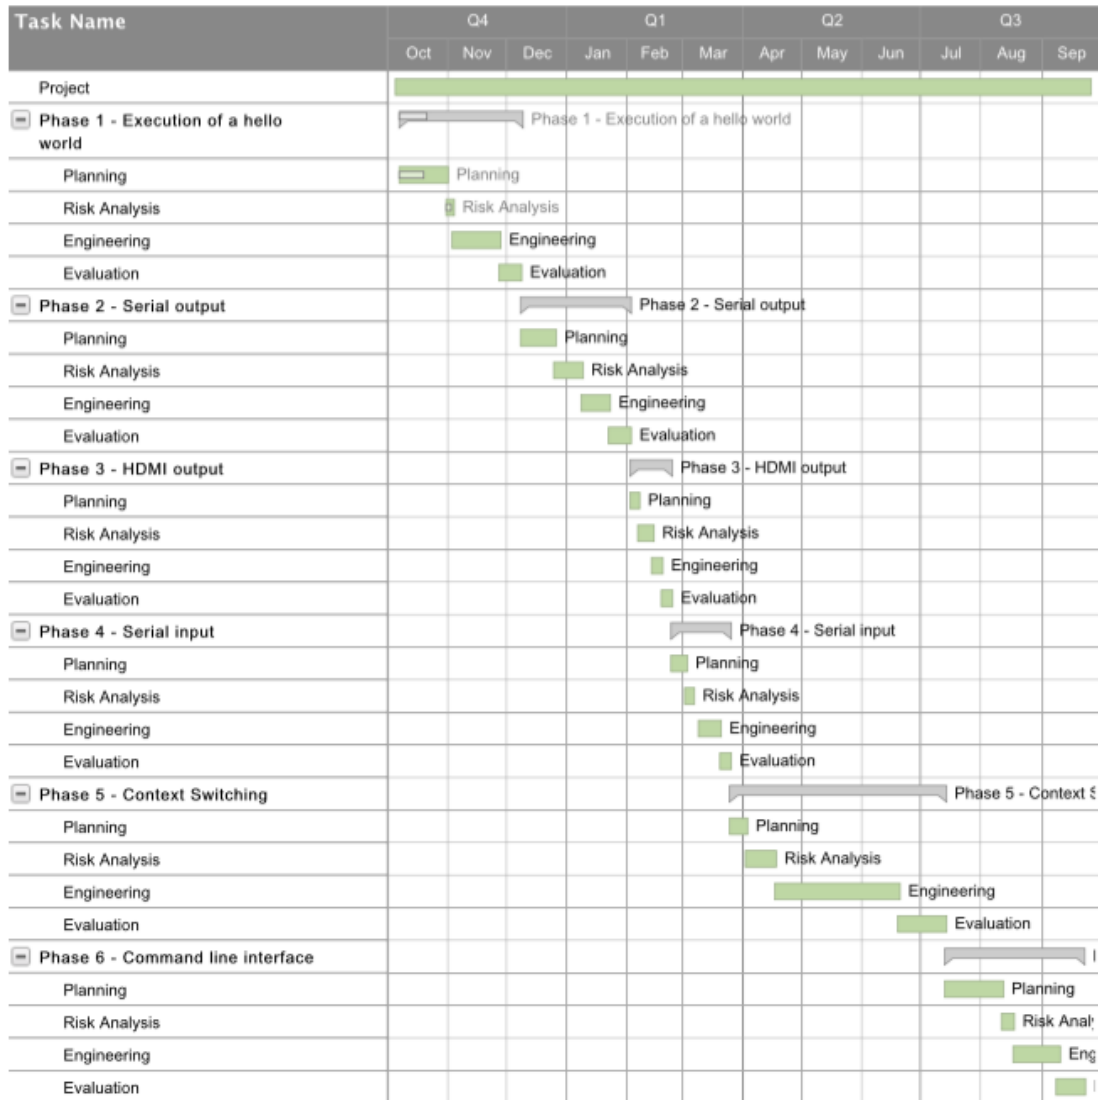 Task Name Q4 Q1 Q2 Q3
Oct Nov Dec Jan Feb Mar Apr May Jun Jul Aug Sep
Project
Phase 1 - Execution of a hello Phase 1 - Execution of a hello world
world
Planning Planning
Risk Analysis Risk Analysis
Engineering Engineering
Evaluation Evaluation
Phase 2 - Serial output Phase 2 - Serial output
Planning Planning
Risk Analysis Risk Analysis
Engineering Engineering
Evaluation Evaluation
Phase 3 - HDMI output Phase 3 - HDMI output
Planning Planning
Risk Analysis Risk Analysis
Engineering Engineering
Evaluation Evaluation
Phase 4 - Serial input Phase 4 - Serial input
Planning Planning
Risk Analysis Risk Analysis
Engineering Engineering
Evaluation Evaluation
Phase 5 - Context Switching Phase 5 - Context
Planning Planning
Risk Analysis Risk Analysis
Engineering Engineering
Evaluation Evaluation
Phase 6 - Command line interface
Planning Planning
Risk Analysis Risk
Engineering Eng
Evaluation